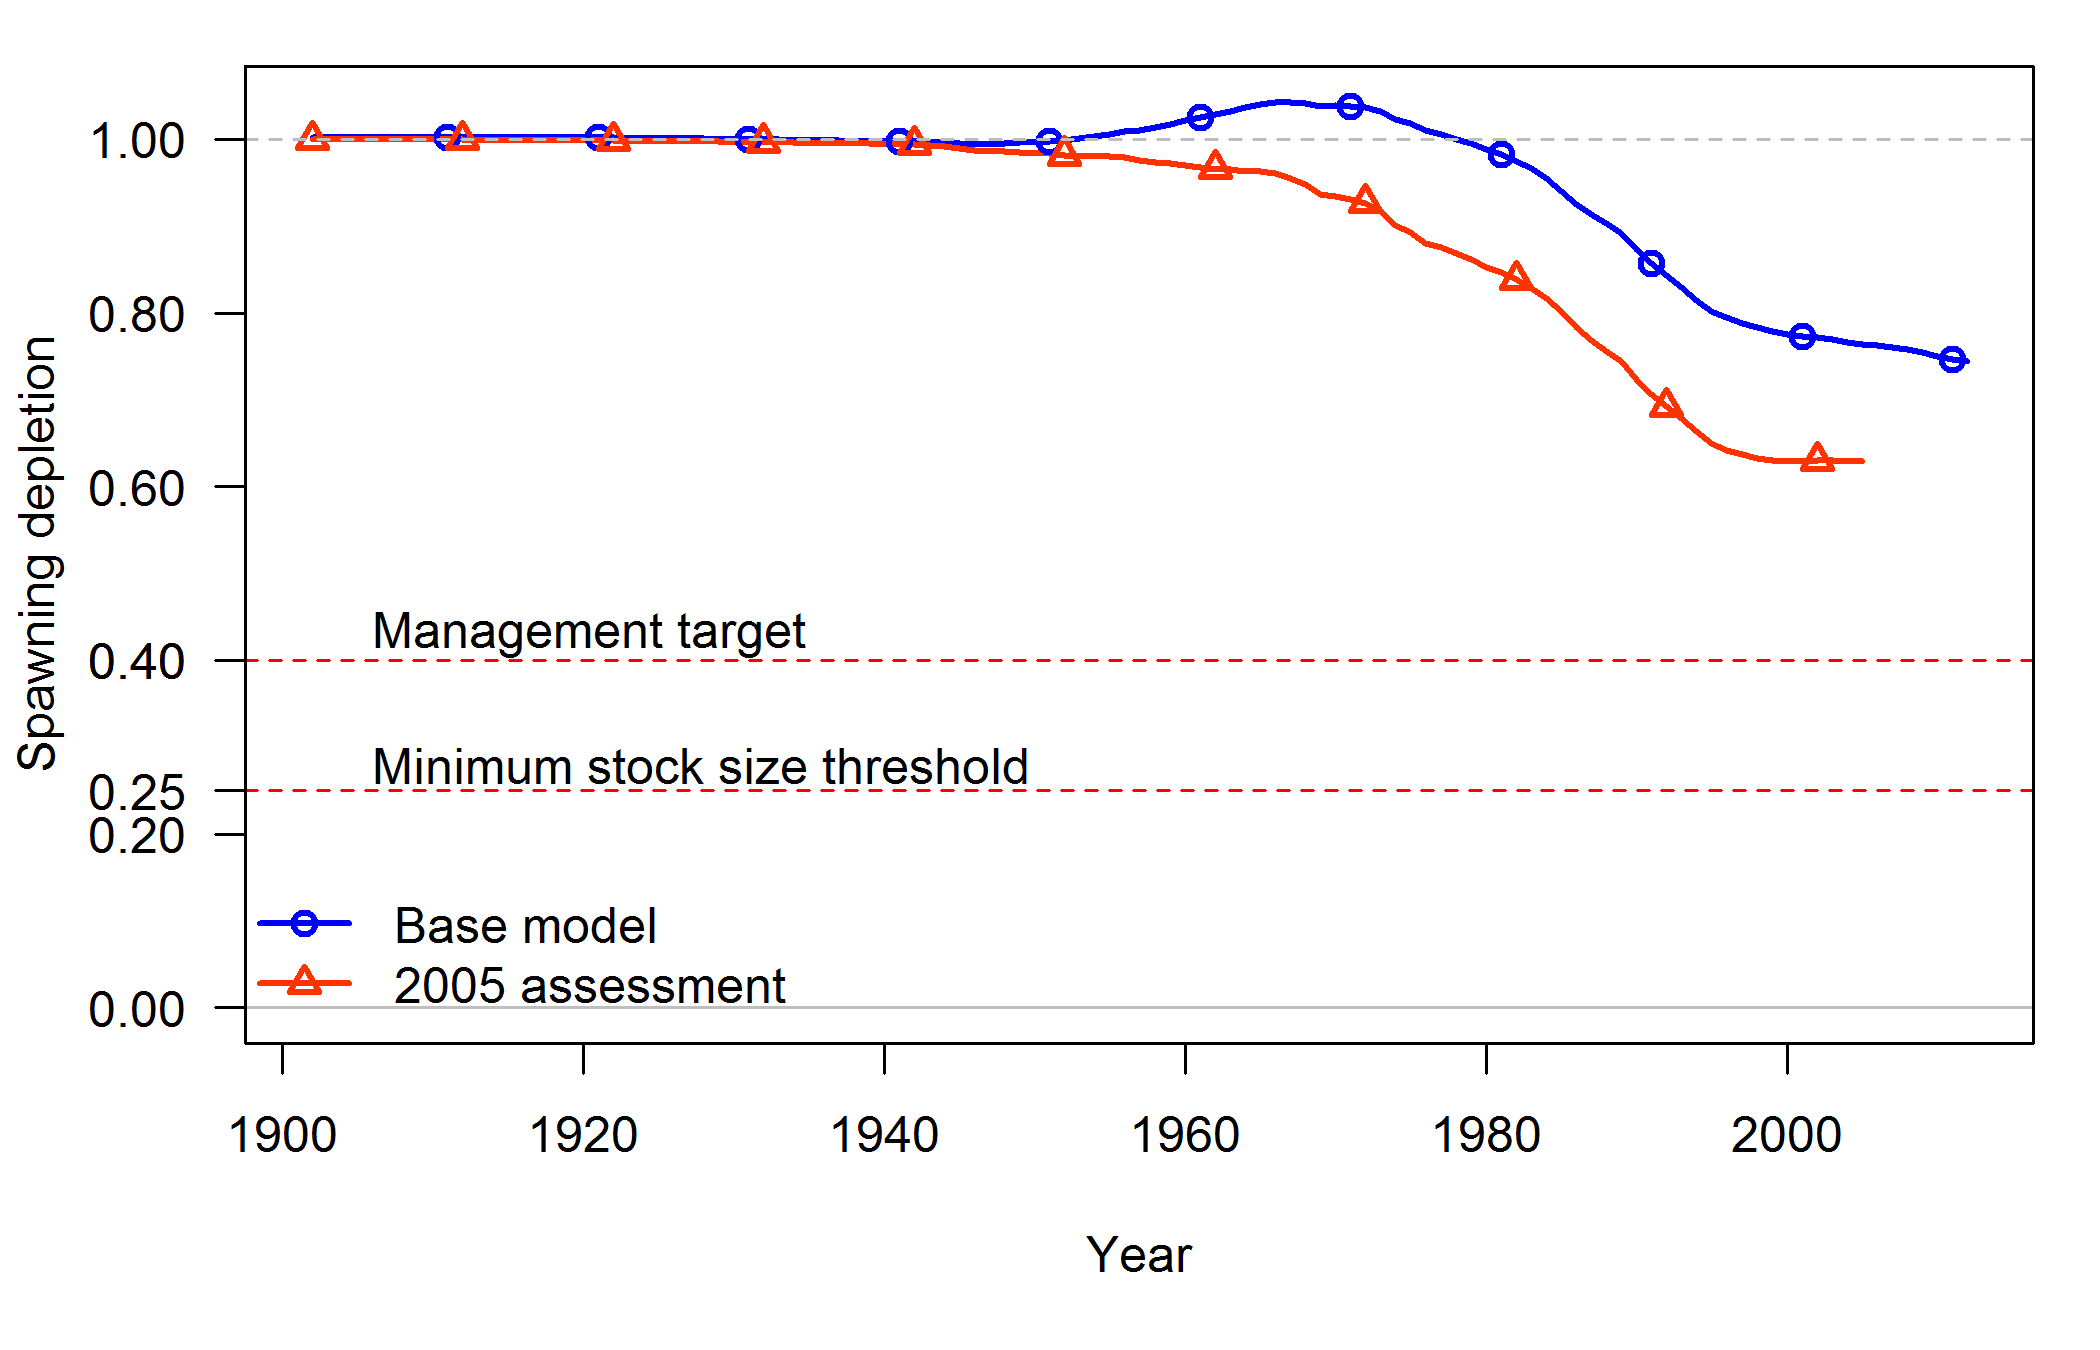 Spawning depletion
1.00
0.80
0.60
0.40
0.25
0.20
0.00
Management target
Minimum stock size threshold
Base model
2005 assessment
1900 1920 1940 1960 1980 2000
Year